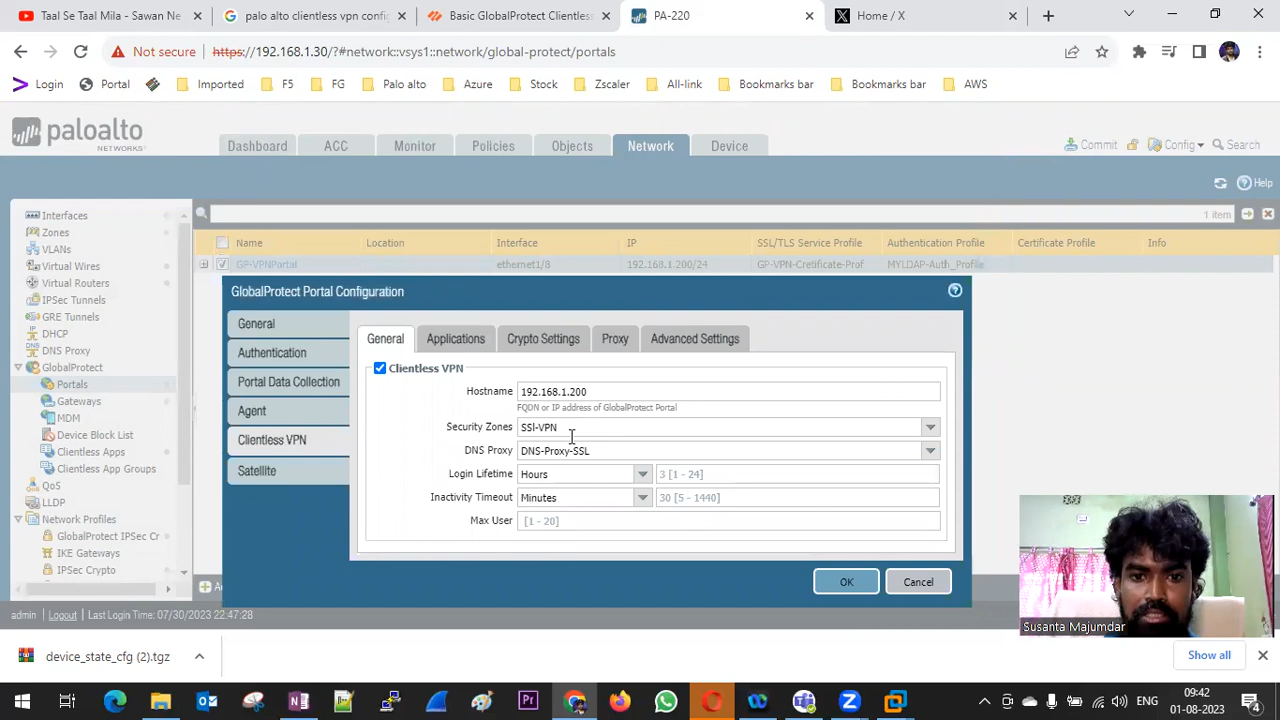 Taal Se Taal Mila - Sawan Ne
palo alto clientless vpn config
Basic GlobalProtect Clientless
PA-220
Home / X
Not secure
https://192.168.1.30/?#network::vsys1::network/global-protect/portals
Login
Portal
Imported
F5
FG
Palo alto
Azure
Stock
Zscaler
All-link
Bookmarks bar
Bookmarks bar
AWS
paloalto
NETWORKS
Dashboard
ACC
Monitor
Policies
Objects
Network
Device
Commit
Config
Search
Help
Interfaces
Zones
VLANs
Virtual Wires
Virtual Routers
IPSec Tunnels
GRE Tunnels
DHCP
DNS Proxy
GlobalProtect
Portals
Gateways
MDM
Device Block List
Clientless Apps
Clientless App Groups
QoS
LLDP
Network Profiles
GlobalProtect IPSec Cr
IKE Gateways
IPSec Crypto
1 item
Name
Location
Interface
IP
SSL/TLS Service Profile
Authentication Profile
Certificate Profile
Info
GP-VPNPortal
ethernet1/8
192.168.1.200/24
GP-VPN-Cretificate-Prof
MYLDAP-Auth_Profile
GlobalProtect Portal Configuration
General
Authentication
Portal Data Collection
Agent
Clientless VPN
Satellite
General
Applications
Crypto Settings
Proxy
Advanced Settings
Clientless VPN
Hostname
192.168.1.200
FQDN or IP address of GlobalProtect Portal
Security Zones
SSl-VPN
DNS Proxy
DNS-Proxy-SSL
Login Lifetime
Hours
3 [1 - 24]
Inactivity Timeout
Minutes
30 [5 - 1440]
Max User
[1 - 20]
OK
Cancel
admin
Logout
Last Login Time: 07/30/2023 22:47:28
Susanta Majumdar
device_state_cfg (2).tgz
Show all
Pr
ENG
09:42
01-08-2023
4